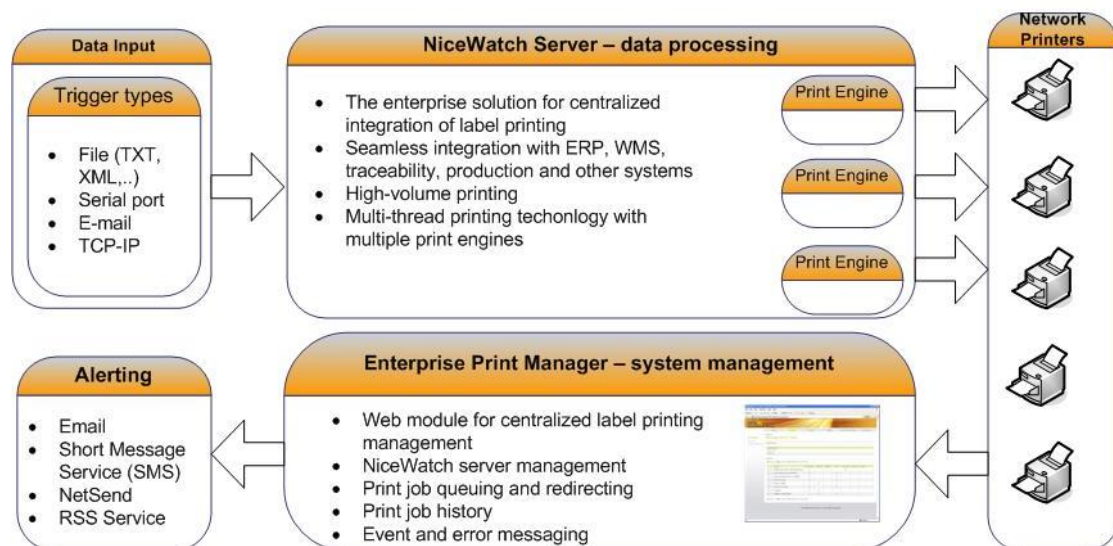 Data Input
Trigger types
• File (TXT,
XML,..)
• Serial port
• E-mail
• TCP-IP
NiceWatch Server – data processing
• The enterprise solution for centralized
integration of label printing
• Seamless integration with ERP, WMS,
traceability, production and other systems
• High-volume printing
• Multi-thread printing techonlogy with
multiple print engines
Print Engine
Print Engine
Print Engine
Network
Printers
Alerting
• Email
• Short Message
Service (SMS)
• NetSend
• RSS Service
Enterprise Print Manager – system management
• Web module for centralized label printing
management
• NiceWatch server management
• Print job queuing and redirecting
• Print job history
• Event and error messaging